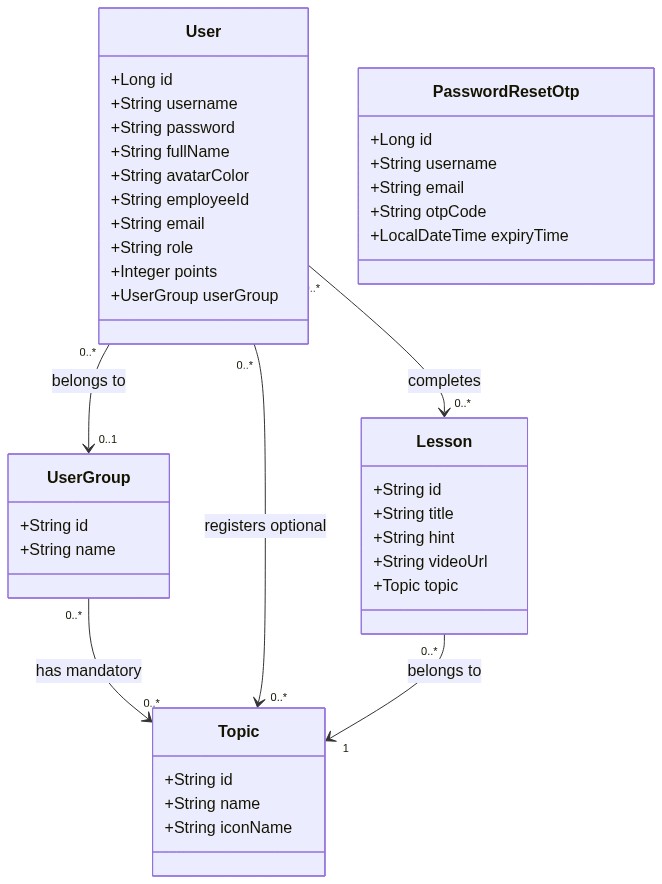 User
+Long id
+String username
+String password
+String fullName
+String avatarColor
+String employeeId
+String email
+String role
+Integer points
+UserGroup userGroup
PasswordResetOtp
+Long id
+String username
+String email
+String otpCode
+LocalDateTime expiryTime
0..*
belongs to
0..1
0..*
registers optional
0..*
..*
completes
0..*
UserGroup
+String id
+String name
Lesson
+String id
+String title
+String hint
+String videoUrl
+Topic topic
0..*
has mandatory
0..*
0..*
belongs to
1
Topic
+String id
+String name
+String iconName